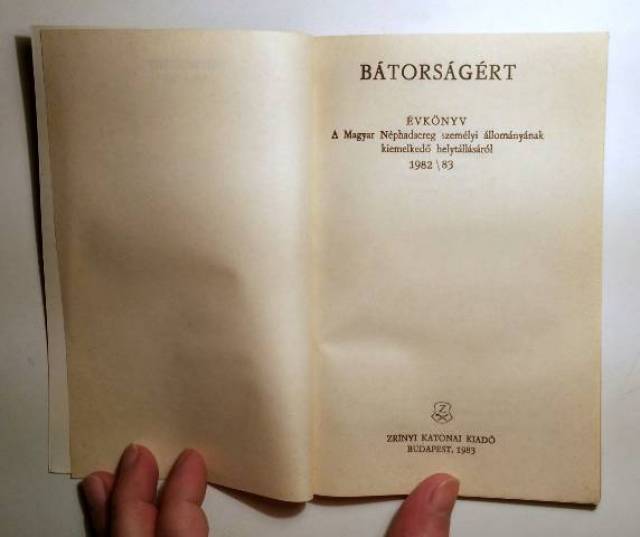 BÁTORSÁGÉRT
ÉVKÖNYV
A Magyar Néphadsereg személyi állományának
kiemelkedő helytállásáról
1982\83
Z
ZRÍNYI KATONAI KIADÓ
BUDAPEST, 1983